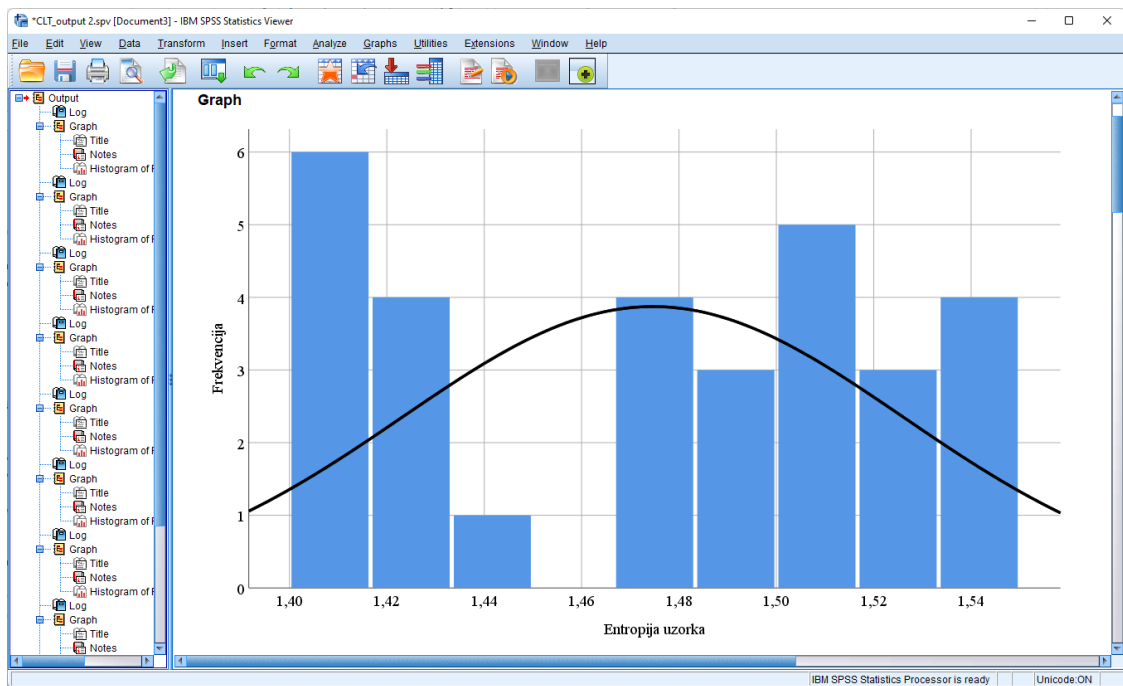 *CLT_output 2.spv [Document3] - IBM SPSS Statistics Viewer
File Edit View Data Transform Insert Format Analyze Graphs Utilities Extensions Window Help
Output
Log
Graph
Title
Notes
Histogram of F
Log
Graph
Title
Notes
Histogram of F
Log
Graph
Title
Notes
Histogram of F
Log
Graph
Title
Notes
Histogram of F
Log
Graph
Title
Notes
Histogram of F
Log
Graph
Title
Notes
Histogram of F
Log
Graph
Title
Notes
Histogram of F
Log
Graph
Title
Notes
Graph
6
5
4
3
2
1
0
Frekvencija
1,40 1,42 1,44 1,46 1,48 1,50 1,52 1,54
Entropija uzorka
IBM SPSS Statistics Processor is ready Unicode:ON